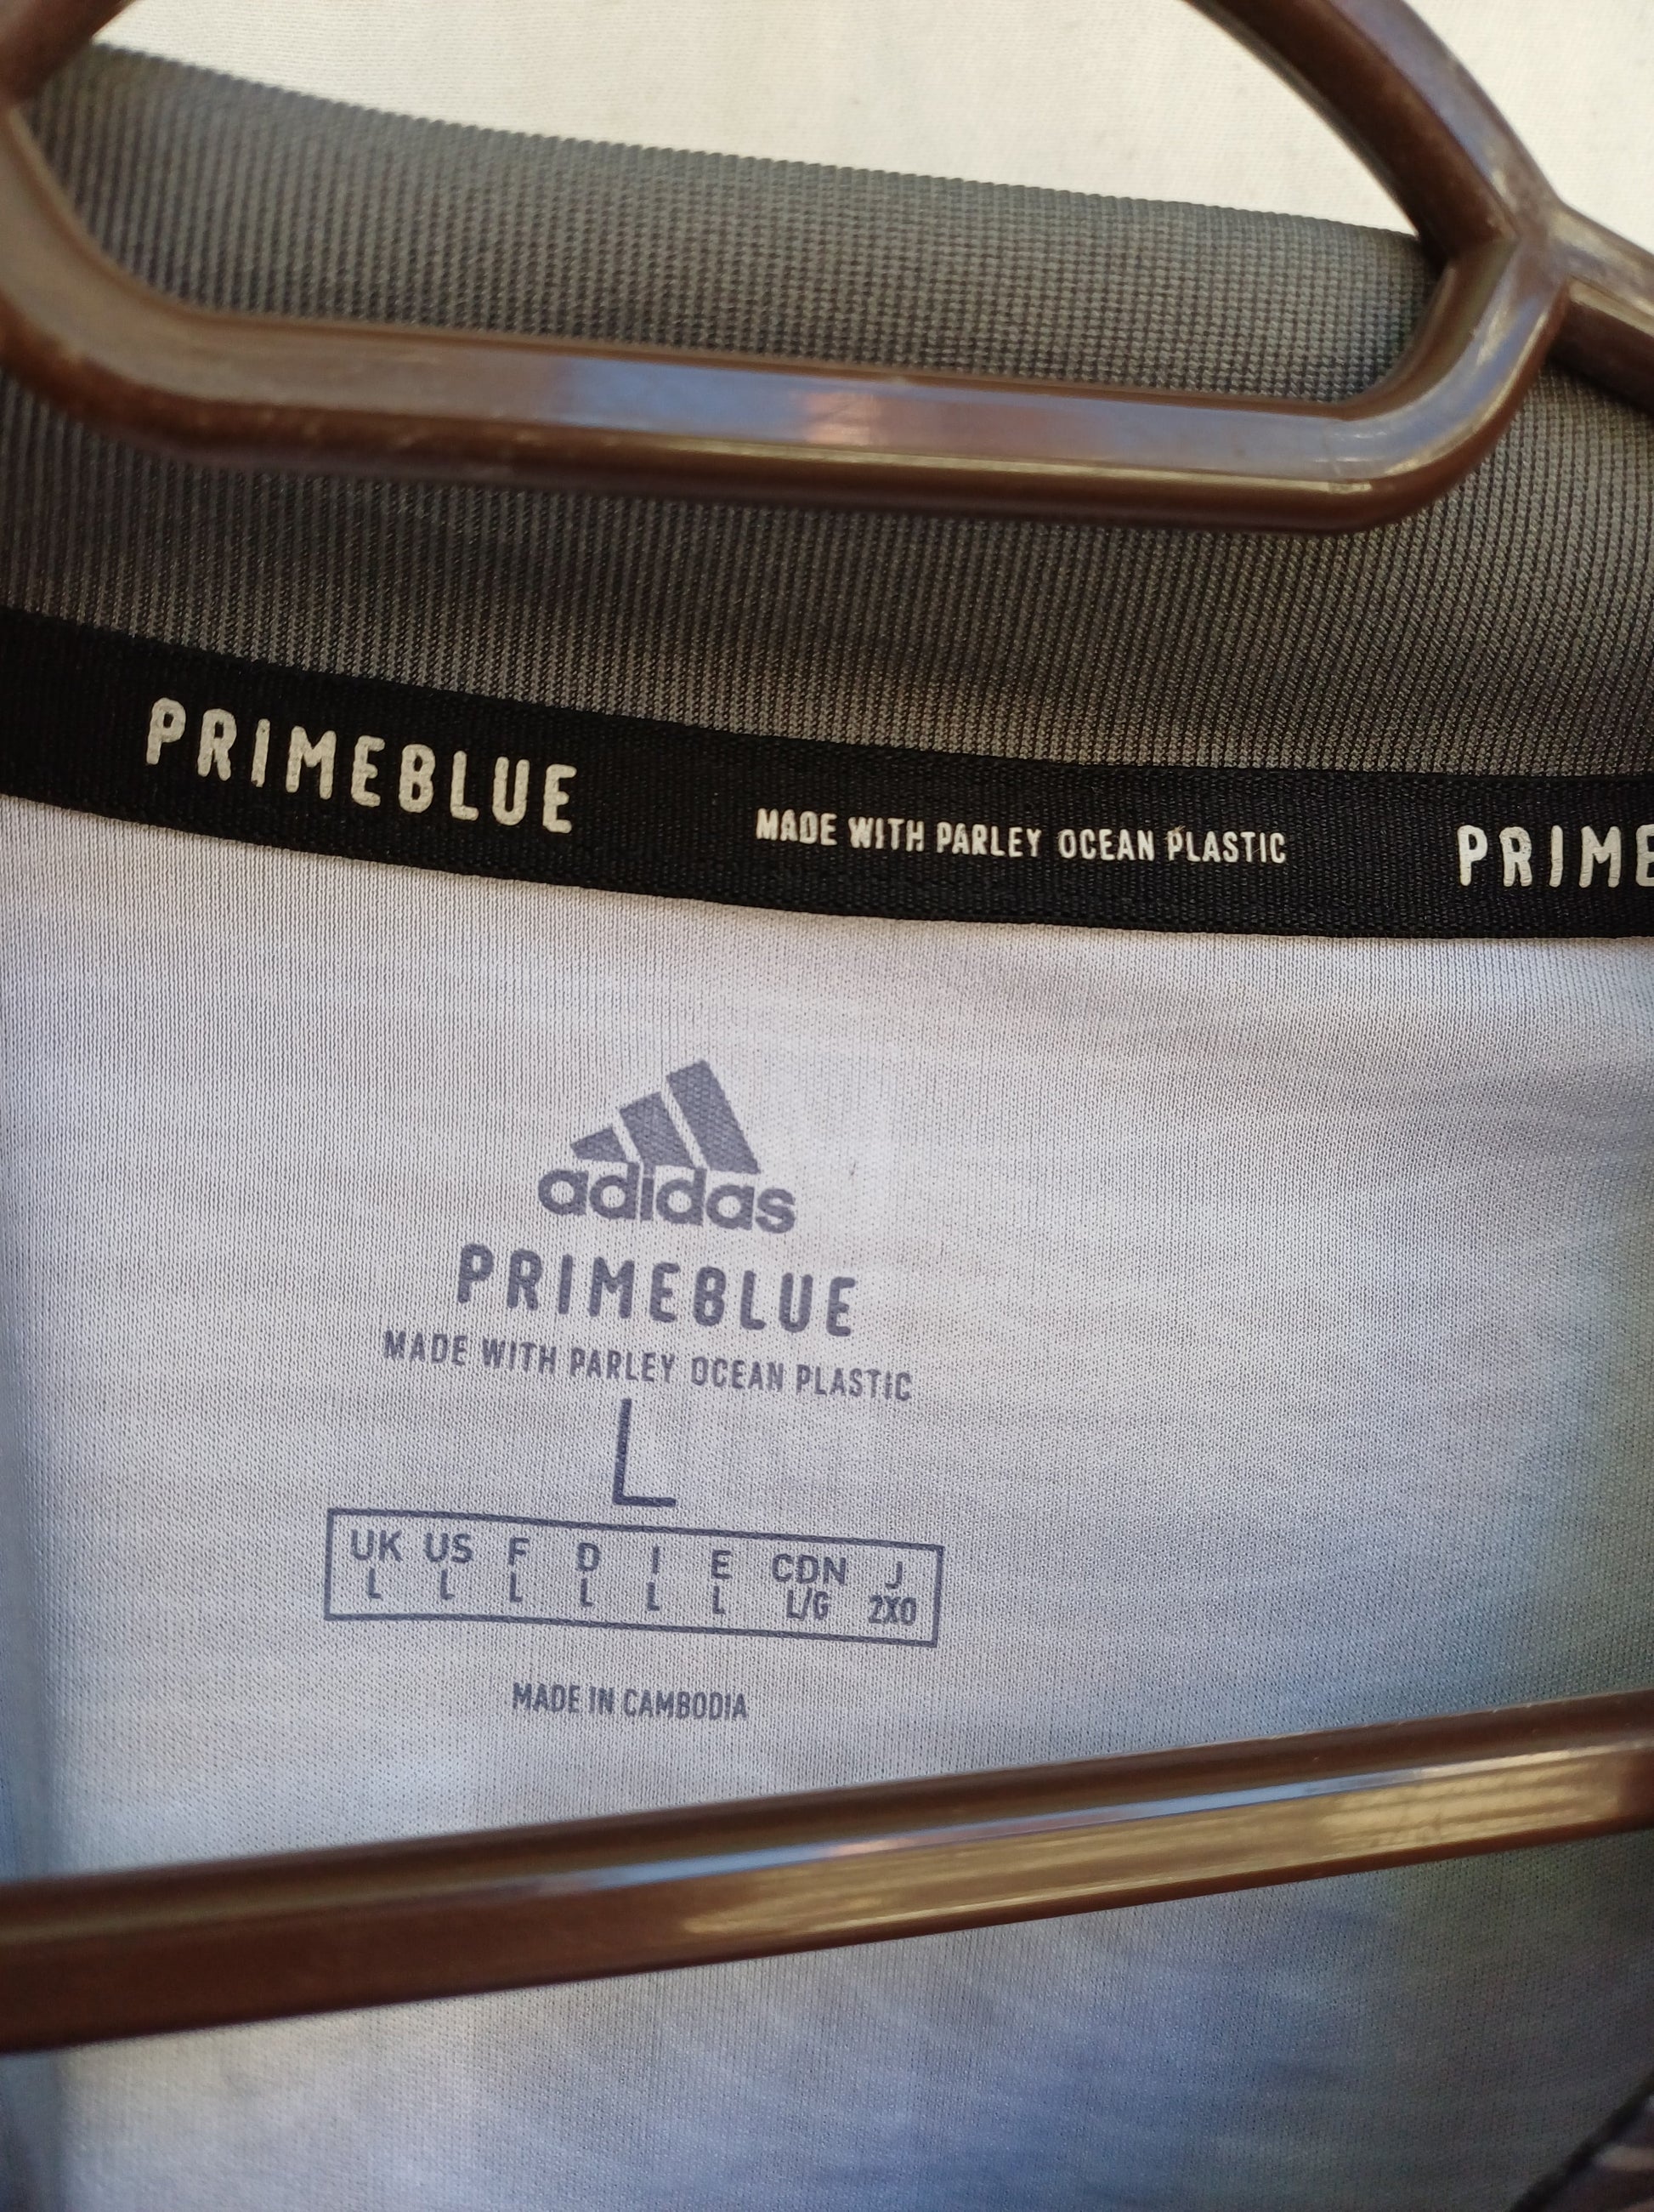 PRIMEBLUE MADE WITH PARLEY OCEAN PLASTIC PRIME
adidas
PRIMEBLUE
MADE WITH PARLEY OCEAN PLASTIC
L
UK US F D I E CDN J
L L L L L L L/G 2XO
MADE IN CAMBODIA